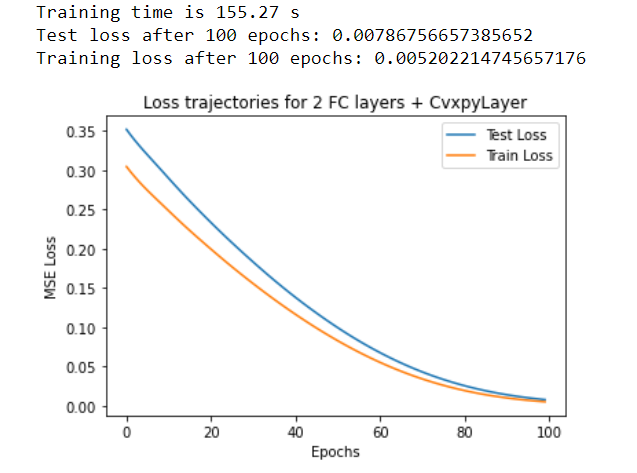 Training time is 155.27 s
Test loss after 100 epochs: 0.00786756657385652
Training loss after 100 epochs: 0.005202214745657176
Loss trajectories for 2 FC layers + CvxpyLayer
Test Loss
Train Loss
MSE Loss
0.35
0.30
0.25
0.20
0.15
0.10
0.05
0.00
0 20 40 60 80 100
Epochs